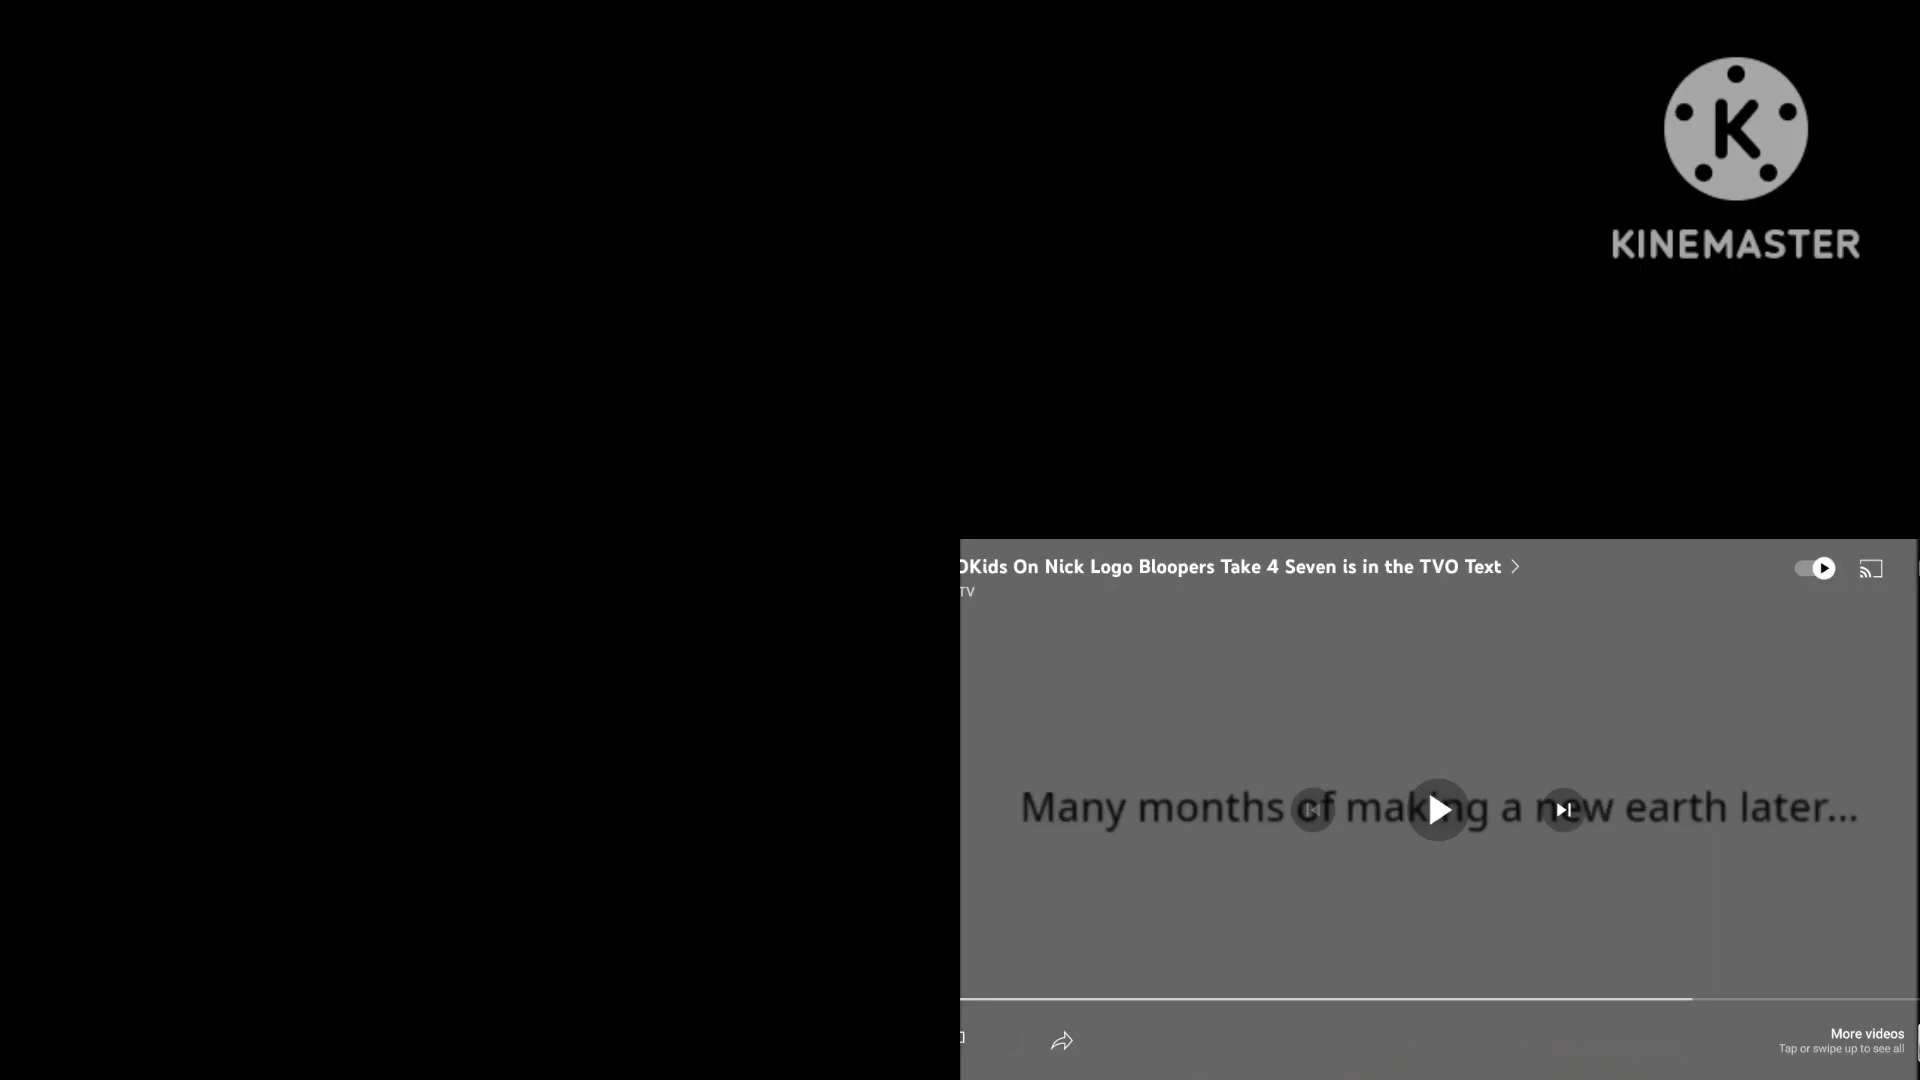 K
KINEMASTER
OKids On Nick Logo Bloopers Take 4 Seven is in the TVO Text
TV
Many months of making a new earth later...
More videos
Tap or swipe up to see all